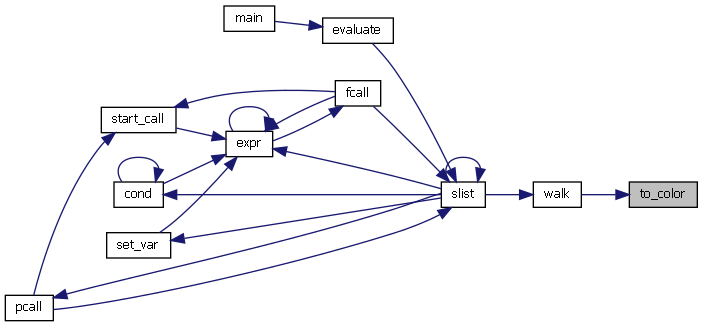 main
evaluate
fcall
start_call
expr
cond
slist
walk
to_color
set_var
pcall